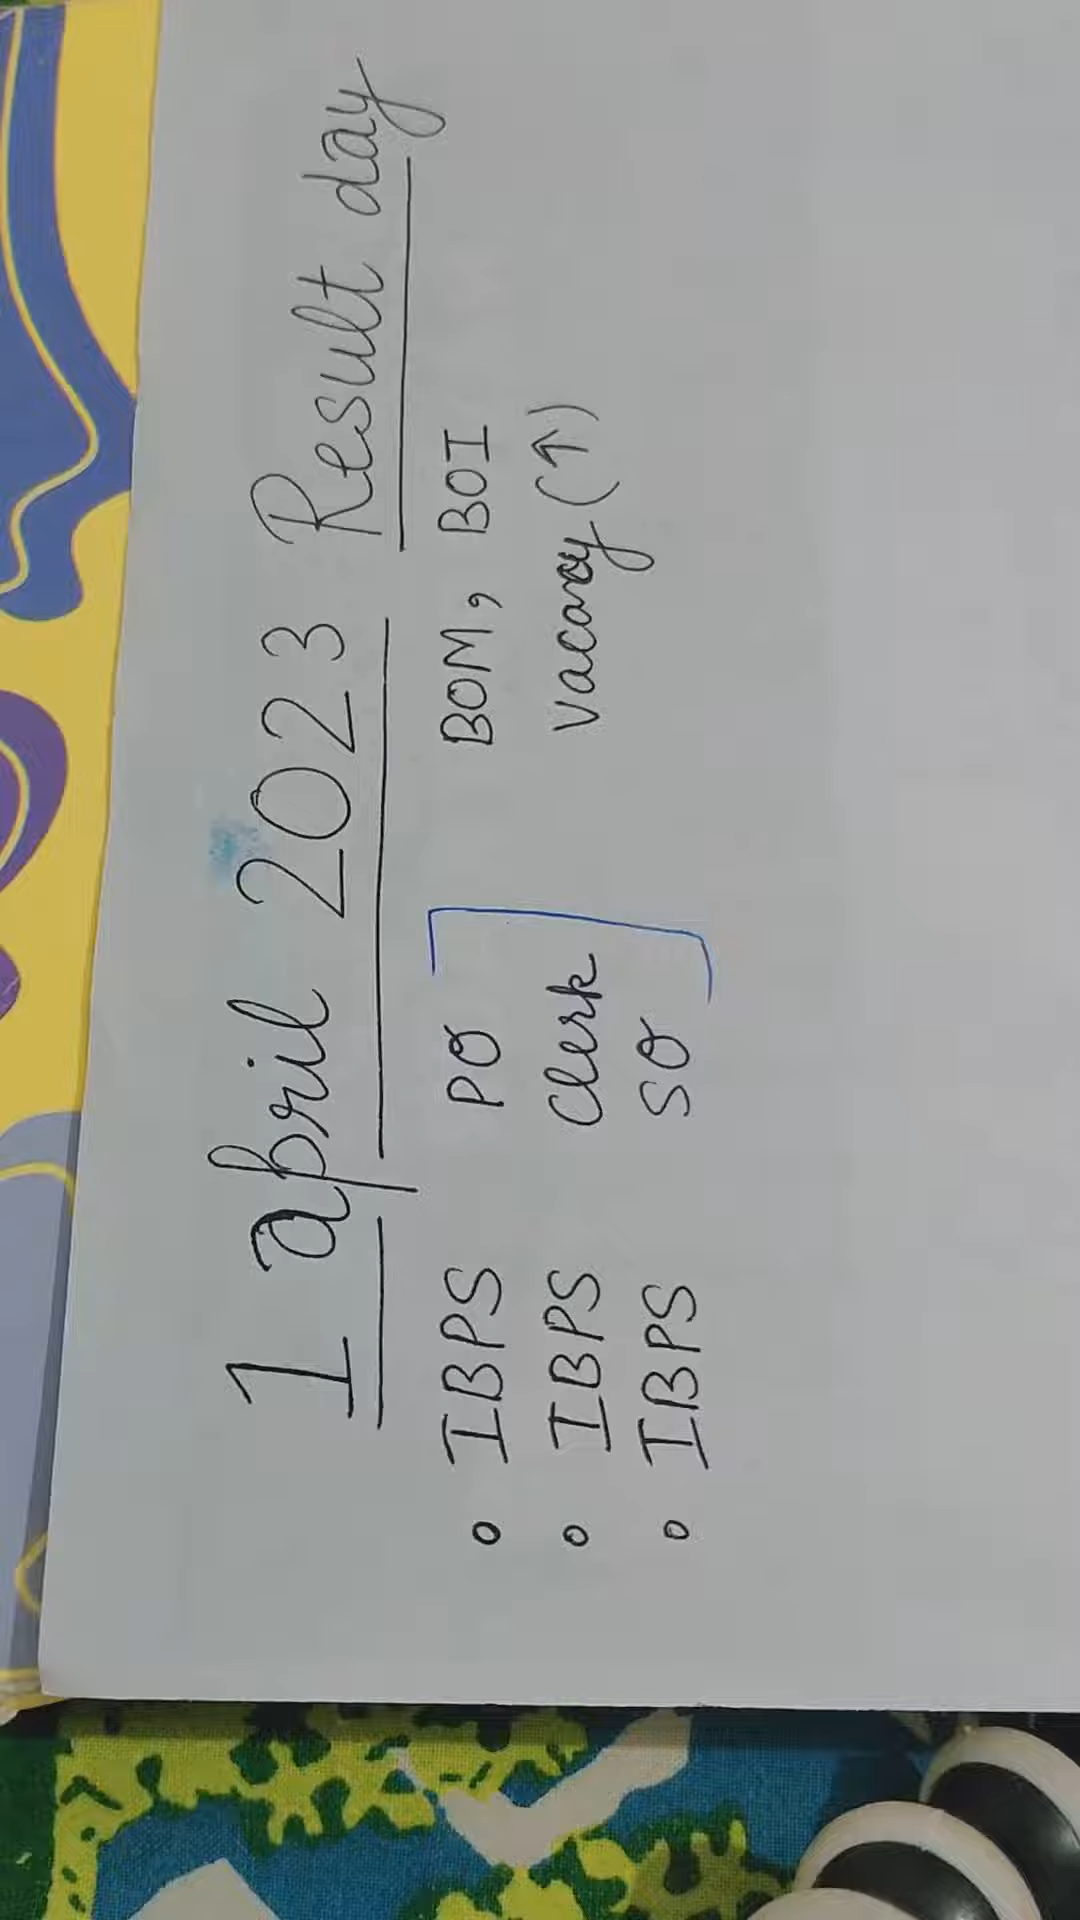 1 april 2023 Result day
• IBPS PO BOM, BOI
• IBPS Clerk vacancy (↑)
• IBPS SO